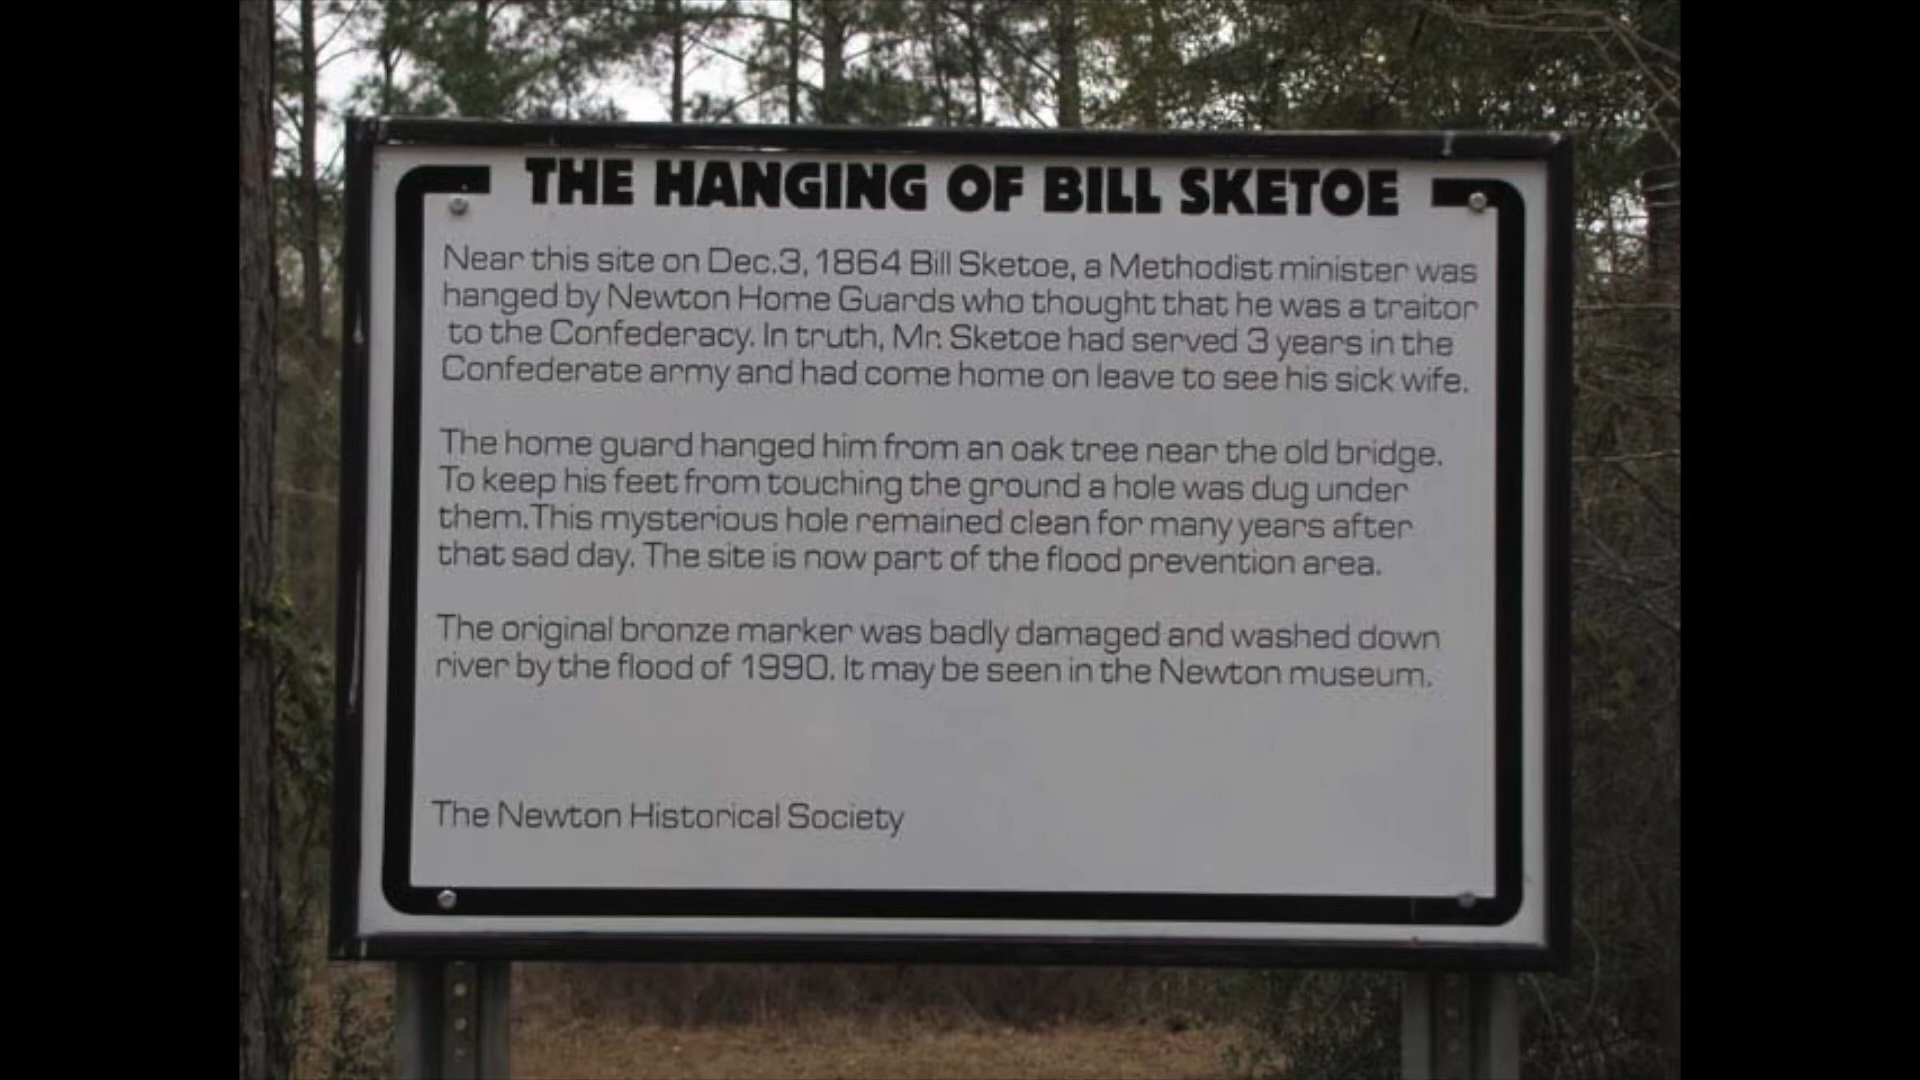 THE HANGING OF BILL SKETOE
Near this site on Dec.3, 1864 Bill Sketoe, a Methodist minister was
hanged by Newton Home Guards who thought that he was a traitor
to the Confederacy. In truth, Mr. Sketoe had served 3 years in the
Confederate army and had come home on leave to see his sick wife.
The home guard hanged him from an oak tree near the old bridge.
To keep his feet from touching the ground a hole was dug under
them.This mysterious hole remained clean for many years after
that sad day. The site is now part of the flood prevention area.
The original bronze marker was badly damaged and washed down
river by the flood of 1990. It may be seen in the Newton museum.
The Newton Historical Society